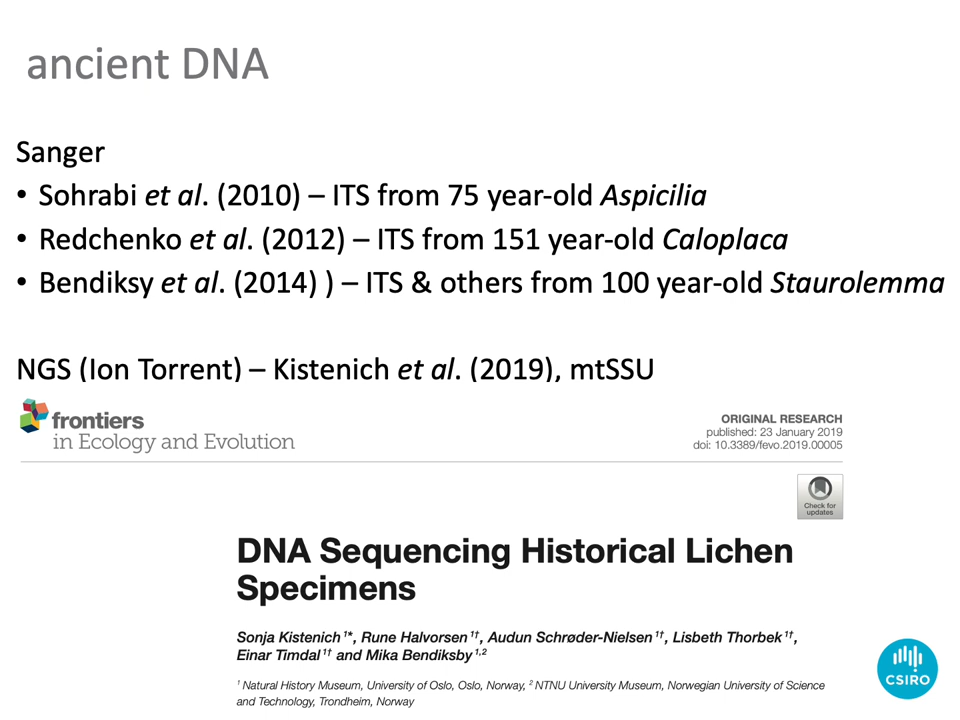 ancient DNA
Sanger
• Sohrabi et al. (2010) – ITS from 75 year-old Aspicilia
• Redchenko et al. (2012) – ITS from 151 year-old Caloplaca
• Bendiksy et al. (2014) ) – ITS & others from 100 year-old Staurolemma
NGS (Ion Torrent) – Kistenich et al. (2019), mtSSU
frontiers
in Ecology and Evolution
ORIGINAL RESEARCH
published: 23 January 2019
doi: 10.3389/fevo.2019.00005
Check for
updates
DNA Sequencing Historical Lichen
Specimens
Sonja Kistenich 1*, Rune Halvorsen 1†, Audun Schrøder-Nielsen 1†, Lisbeth Thorbek 1†,
Einar Timdal 1† and Mika Bendiksby 1,2
1 Natural History Museum, University of Oslo, Oslo, Norway, 2 NTNU University Museum, Norwegian University of Science
and Technology, Trondheim, Norway
CSIRO